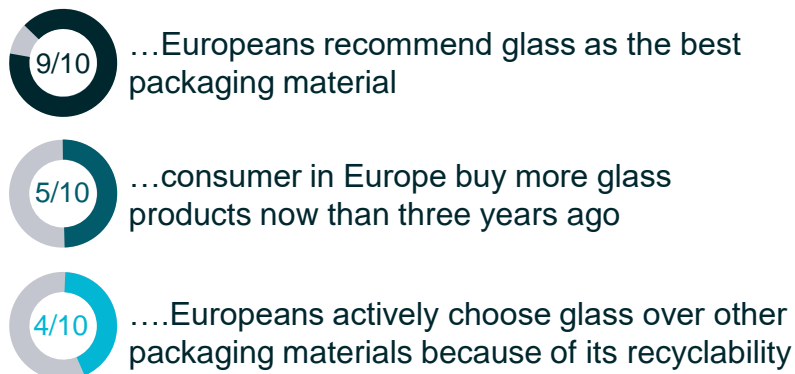 9/10
…Europeans recommend glass as the best
packaging material
5/10
…consumer in Europe buy more glass
products now than three years ago
4/10
….Europeans actively choose glass over other
packaging materials because of its recyclability